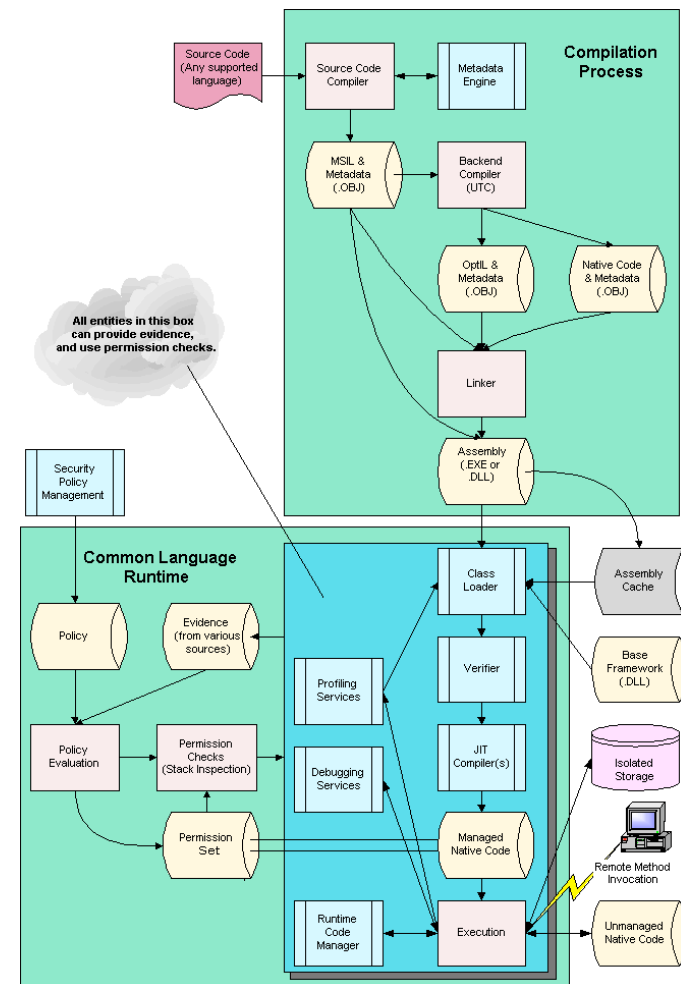 Source Code
(Any supported
language)
Source Code
Compiler
Metadata
Engine
Compilation
Process
MSIL &
Metadata
(.OBJ)
Backend
Compiler
(UTC)
OptIL &
Metadata
(.OBJ)
Native Code
& Metadata
(.OBJ)
All entities in this box
can provide evidence,
and use permission checks.
Linker
Assembly
(.EXE or
.DLL)
Security
Policy
Management
Common Language
Runtime
Class
Loader
Assembly
Cache
Policy
Evidence
(from various
sources)
Verifier
Base
Framework
(.DLL)
Profiling
Services
Policy
Evaluation
Permission
Checks
(Stack Inspection)
Debugging
Services
JIT
Compiler(s)
Isolated
Storage
Permission
Set
Managed
Native Code
Remote Method
Invocation
Runtime
Code
Manager
Execution
Unmanaged
Native Code